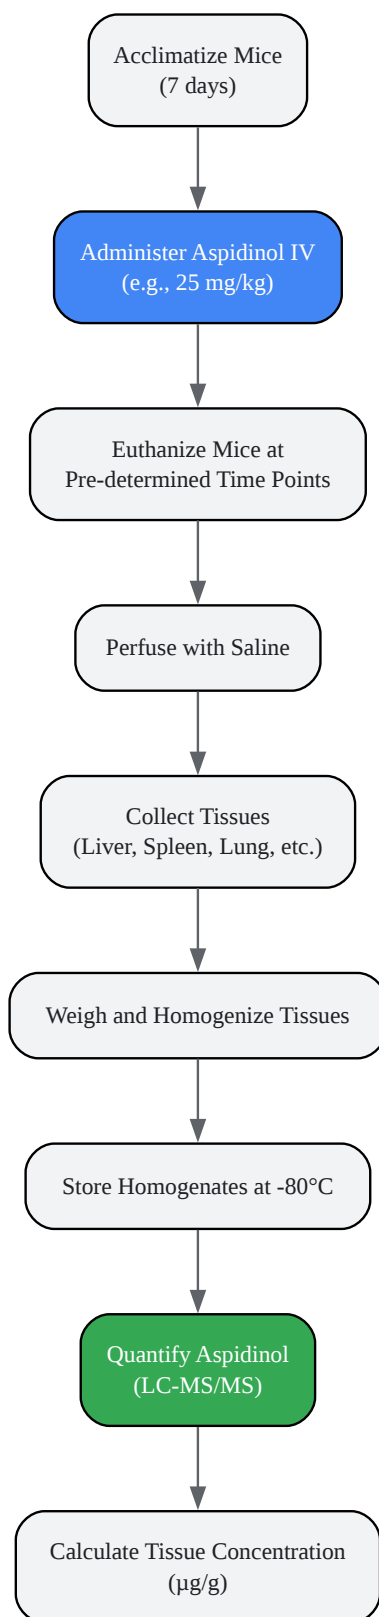 Acclimatize Mice
(7 days)
Administer Aspidinol IV
(e.g., 25 mg/kg)
Euthanize Mice at
Pre-determined Time Points
Perfuse with Saline
Collect Tissues
(Liver, Spleen, Lung, etc.)
Weigh and Homogenize Tissues
Store Homogenates at -80°C
Quantify Aspidinol
(LC-MS/MS)
Calculate Tissue Concentration
(µg/g)